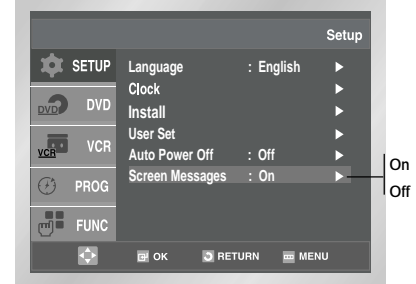 Setup
SETUP
Language : English
Clock
DVD DVD
Install
User Set
VCR VCR
Auto Power Off : Off
Screen Messages : On
On
Off
PROG
FUNC
OK RETURN MENU